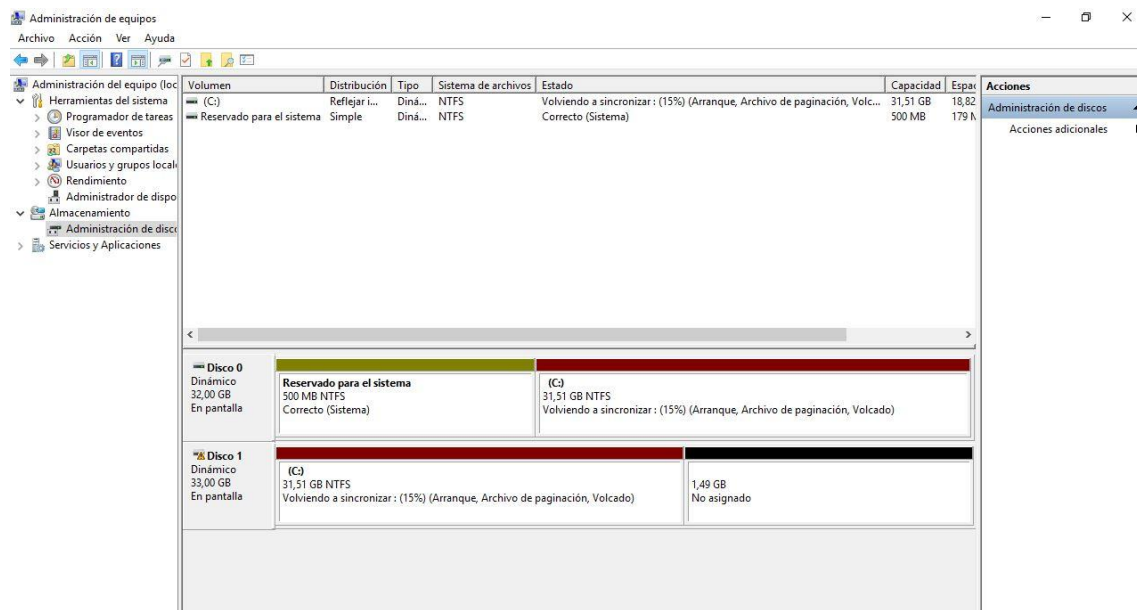 Administración de equipos
Archivo Acción Ver Ayuda
Administración del equipo (loc
Herramientas del sistema
Programador de tareas
Visor de eventos
Carpetas compartidas
Usuarios y grupos locale
Rendimiento
Administrador de dispo
Almacenamiento
Administración de disco
Servicios y Aplicaciones
Volumen Distribución Tipo Sistema de archivos Estado Capacidad Espac
(C:) Reflejar i... Diná... NTFS Volviendo a sincronizar : (15%) (Arranque, Archivo de paginación, Volc... 31,51 GB 18,82
Reservado para el sistema Simple Diná... NTFS Correcto (Sistema) 500 MB 179 M
Acciones
Administración de discos
Acciones adicionales
Disco 0
Dinámico
32,00 GB
En pantalla
Reservado para el sistema
500 MB NTFS
Correcto (Sistema)
(C:)
31,51 GB NTFS
Volviendo a sincronizar : (15%) (Arranque, Archivo de paginación, Volcado)
Disco 1
Dinámico
33,00 GB
En pantalla
(C:)
31,51 GB NTFS
Volviendo a sincronizar : (15%) (Arranque, Archivo de paginación, Volcado)
1,49 GB
No asignado